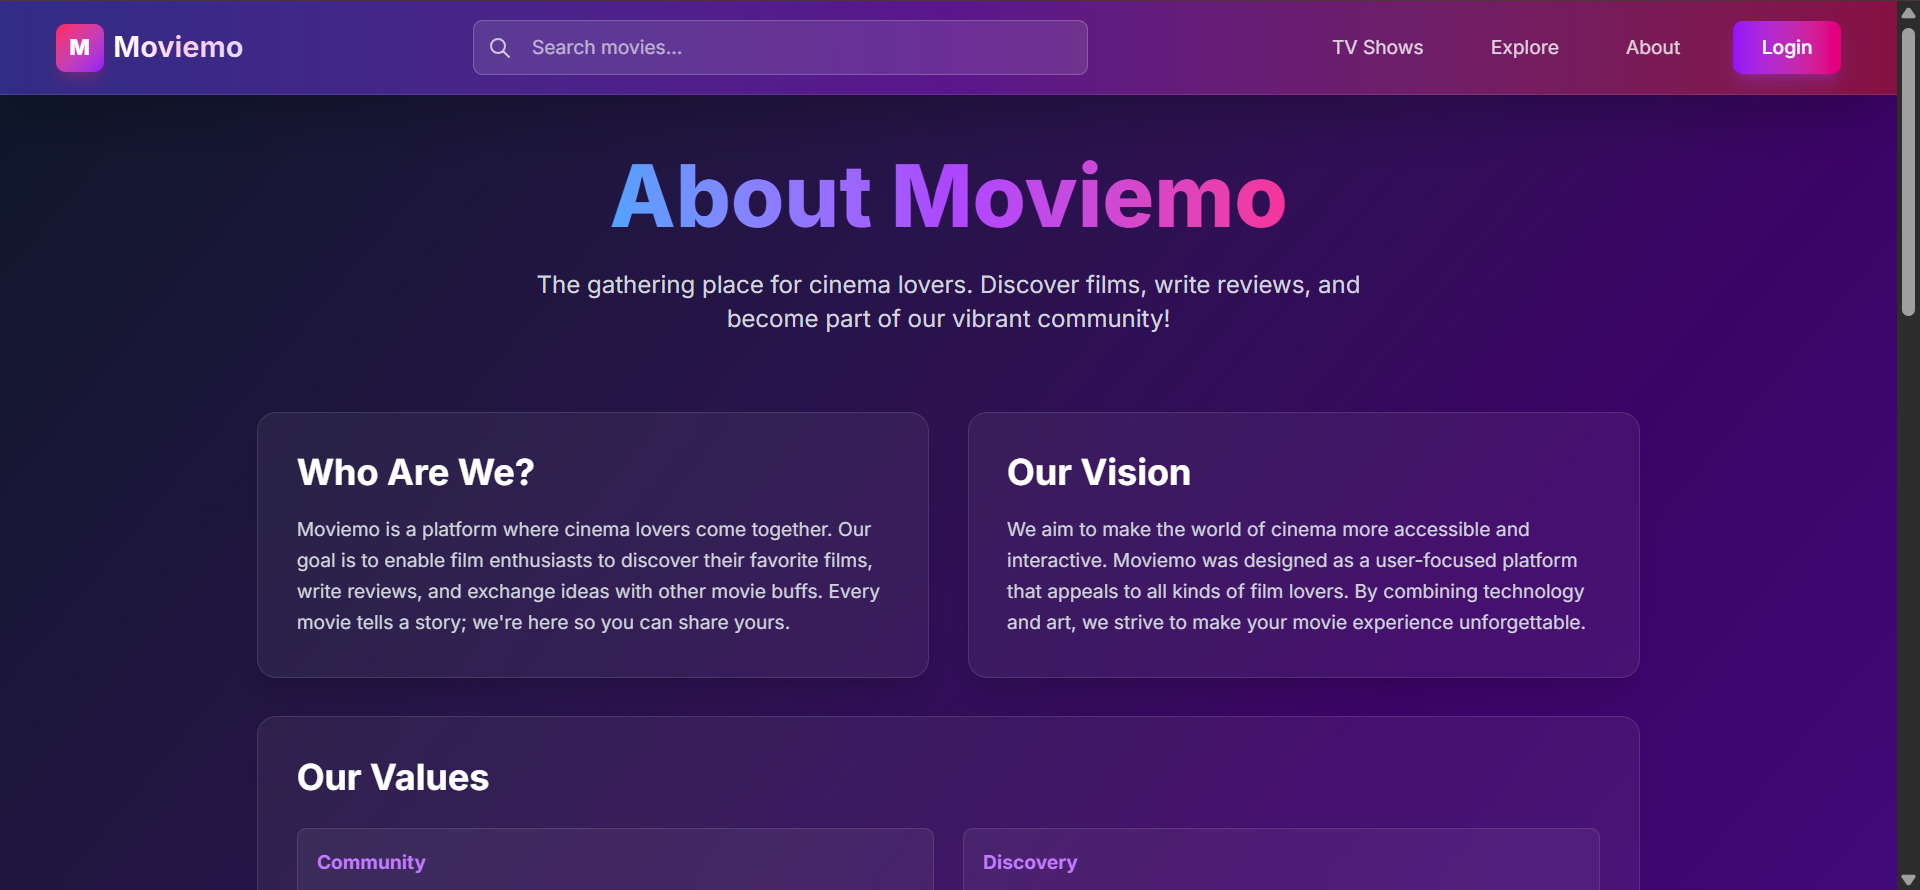 M Moviemo
Search movies...
TV Shows
Explore
About
Login
About Moviemo
The gathering place for cinema lovers. Discover films, write reviews, and
become part of our vibrant community!
Who Are We?
Moviemo is a platform where cinema lovers come together. Our
goal is to enable film enthusiasts to discover their favorite films,
write reviews, and exchange ideas with other movie buffs. Every
movie tells a story; we're here so you can share yours.
Our Vision
We aim to make the world of cinema more accessible and
interactive. Moviemo was designed as a user-focused platform
that appeals to all kinds of film lovers. By combining technology
and art, we strive to make your movie experience unforgettable.
Our Values
Community
Discovery